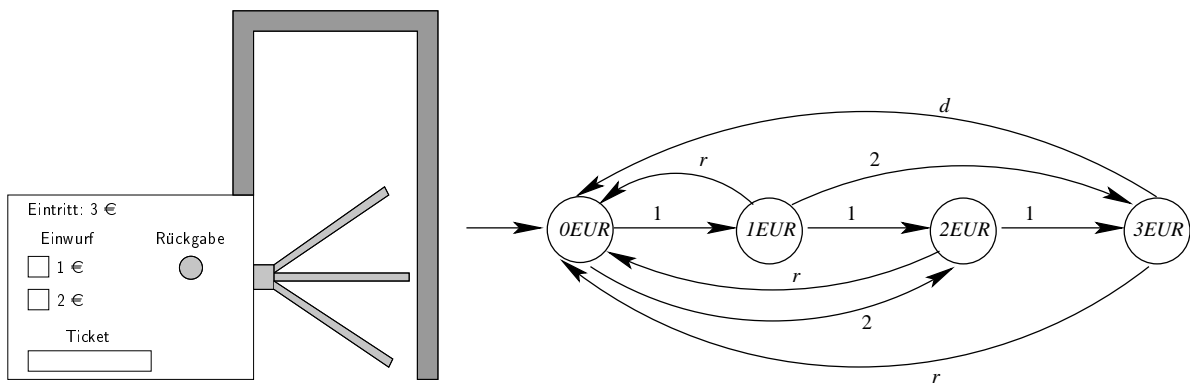 Eintritt: 3 €
Einwurf Rückgabe
1 €
2 €
Ticket
d
r
2
0EUR
1
1EUR
1
2EUR
1
3EUR
r
2
r